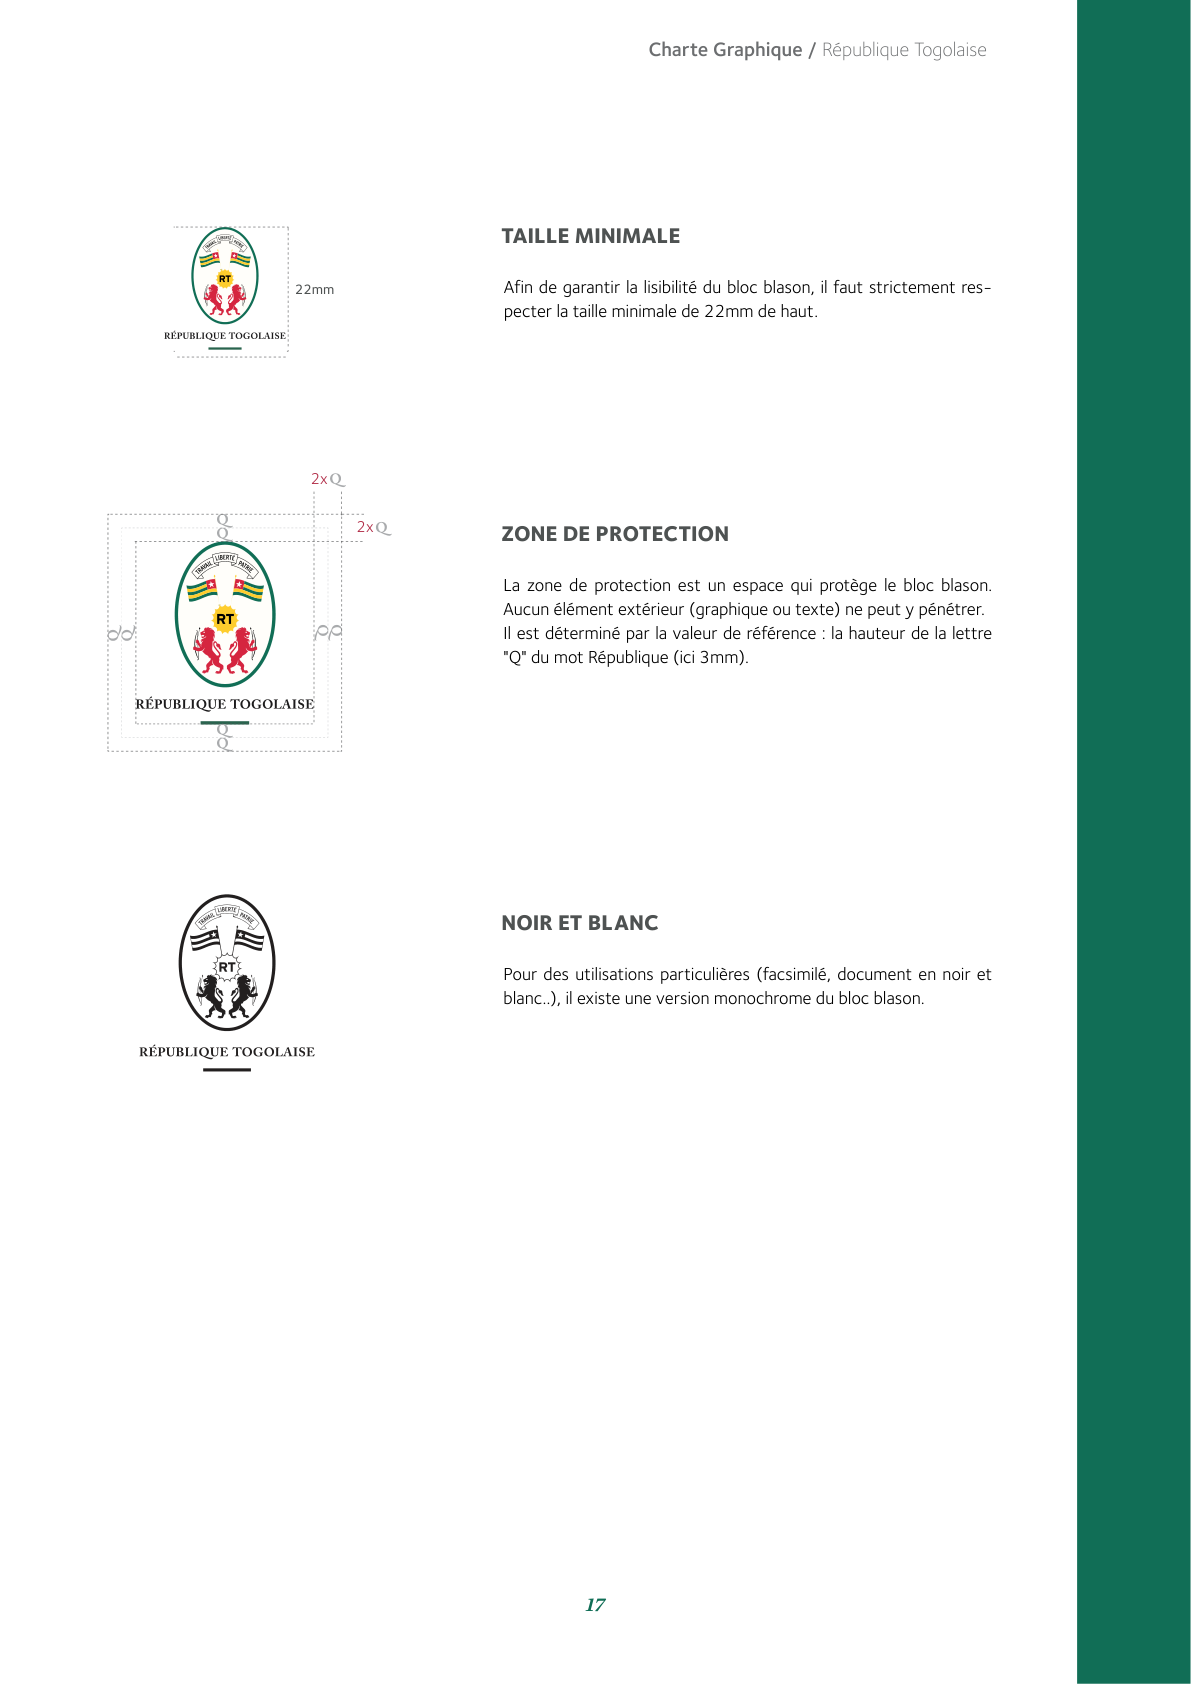 Charte Graphique / République Togolaise
TRAVAIL LIBERTÉ PATRIE
RT
RÉPUBLIQUE TOGOLAISE
22mm
TAILLE MINIMALE
Afin de garantir la lisibilité du bloc blason, il faut strictement res-
pecter la taille minimale de 22mm de haut.
2xQ
2xQ
Q
Q
TRAVAIL LIBERTÉ PATRIE
RT
QQ
QQ
RÉPUBLIQUE TOGOLAISE
Q
Q
ZONE DE PROTECTION
La zone de protection est un espace qui protège le bloc blason.
Aucun élément extérieur (graphique ou texte) ne peut y pénétrer.
Il est déterminé par la valeur de référence : la hauteur de la lettre
"Q" du mot République (ici 3mm).
TRAVAIL LIBERTÉ PATRIE
RT
RÉPUBLIQUE TOGOLAISE
NOIR ET BLANC
Pour des utilisations particulières (facsimilé, document en noir et
blanc..), il existe une version monochrome du bloc blason.
17